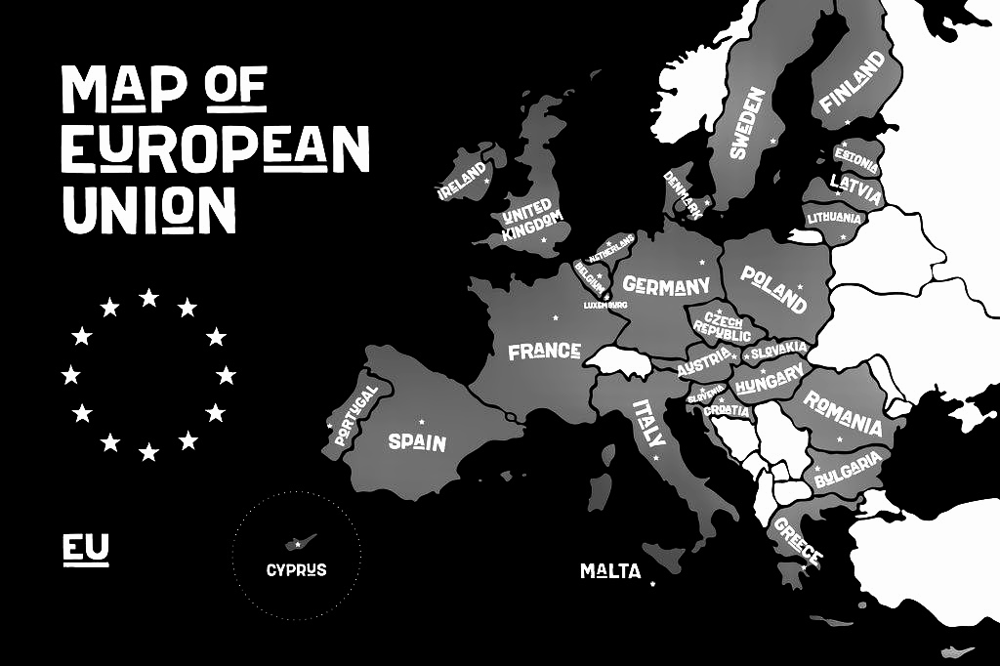 MAP OF
EUROPEAN
UNION
EU
CYPRUS
MALTA
IRELAND
UNITED
KINGDOM
PORTUGAL
SPAIN
FRANCE
NETHERLANS
BELGIUM
LUXEMBURG
GERMANY
DENMARK
SWEDEN
FINLAND
ESTONIA
LATVIA
LITHUANIA
POLAND
CZECH
REPUBLIC
SLOVAKIA
AUSTRIA
HUNGARY
SLOVENIA
CROATIA
ITALY
ROMANIA
BULGARIA
GREECE